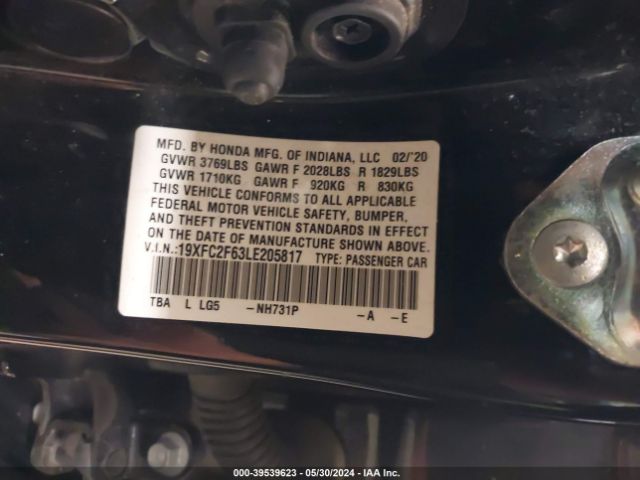 MFD. BY HONDA MFG. OF INDIANA, LLC 02/'20
GVWR 3769LBS GAWR F 2028LBS R 1829LBS
GVWR 1710KG GAWR F 920KG R 830KG
THIS VEHICLE CONFORMS TO ALL APPLICABLE
FEDERAL MOTOR VEHICLE SAFETY, BUMPER,
AND THEFT PREVENTION STANDARDS IN EFFECT
ON THE DATE OF MANUFACTURE SHOWN ABOVE.
V.I.N.:19XFC2F63LE205817 TYPE: PASSENGER CAR
TBA L LG5 -NH731P -A -E
000-39539623 - 05/30/2024 - IAA Inc.